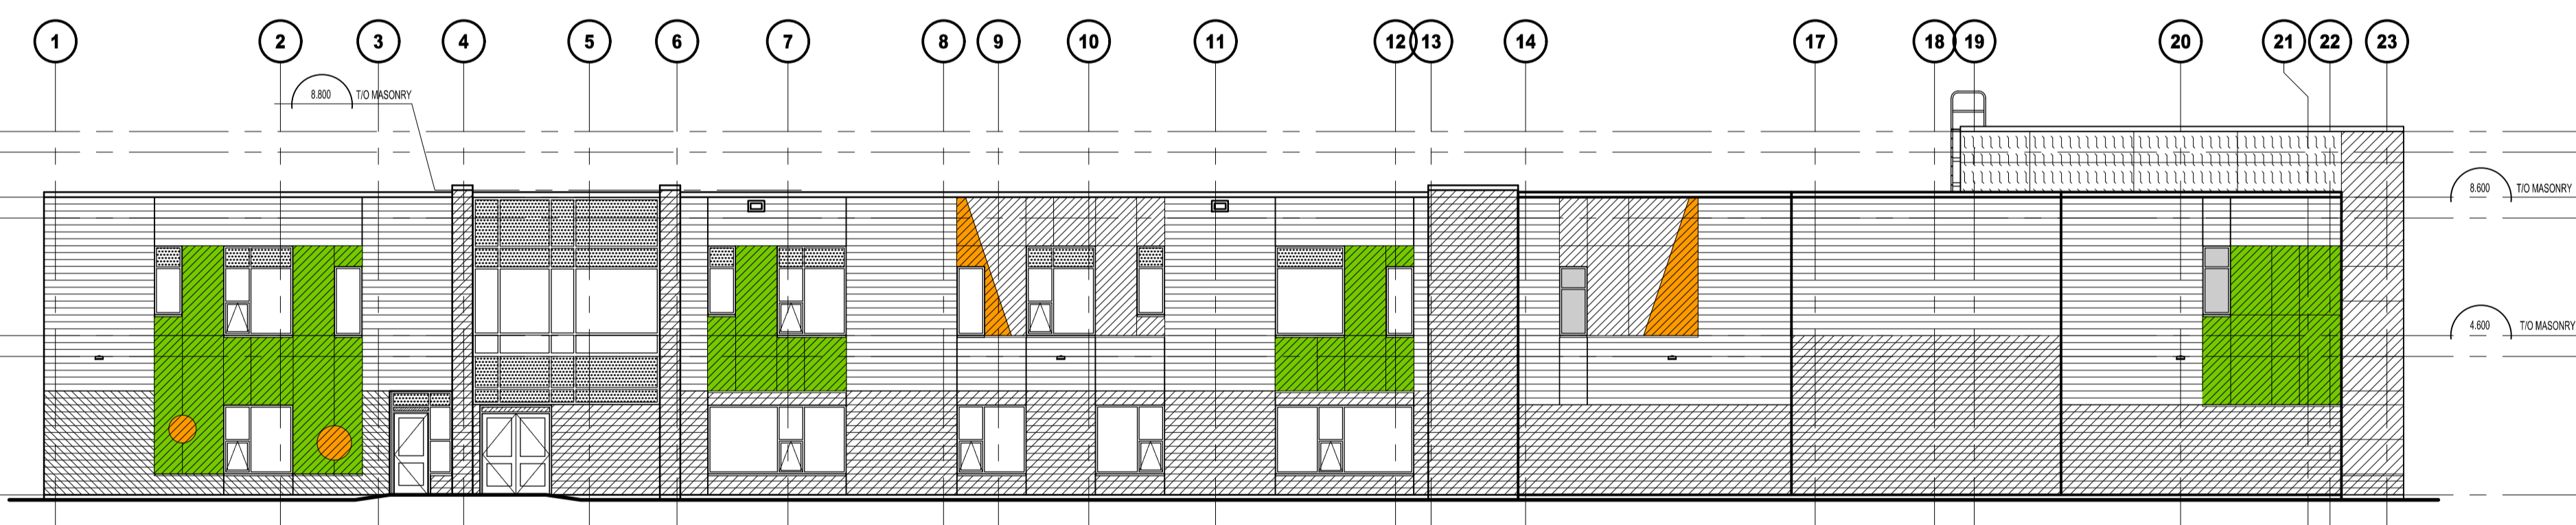 1 2 3 4 5 6 7 8 9 10 11 12 13 14 17 18 19 20 21 22 23
8.800 T/O MASONRY
8.600 T/O MASONRY
4.600 T/O MASONRY